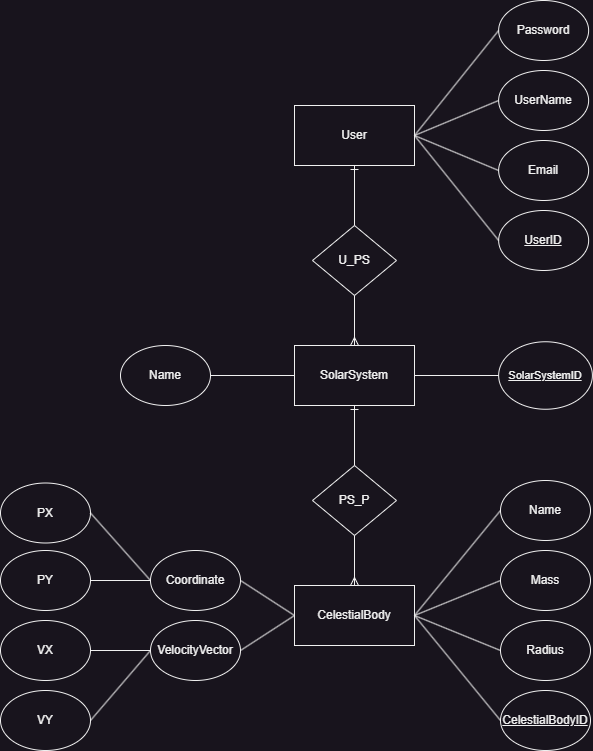 Password
UserName
User
Email
UserID
U_PS
Name
SolarSystem
SolarSystemID
PS_P
PX
Name
PY
Coordinate
Mass
CelestialBody
VX
VelocityVector
Radius
VY
CelestialBodyID